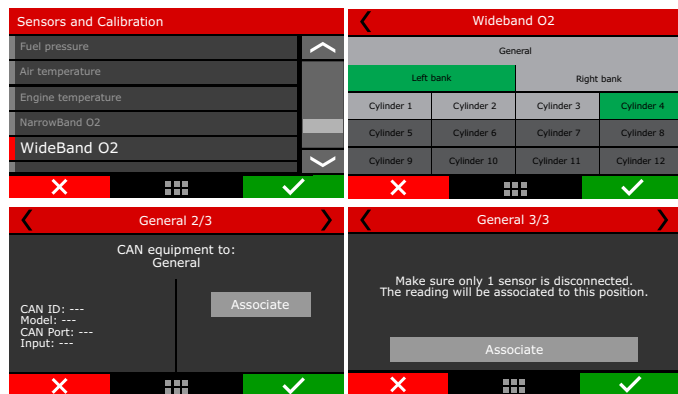 Sensors and Calibration
Fuel pressure
Air temperature
Engine temperature
NarrowBand O2
WideBand O2
Wideband O2
General
Left bank Right bank
Cylinder 1 Cylinder 2 Cylinder 3 Cylinder 4
Cylinder 5 Cylinder 6 Cylinder 7 Cylinder 8
Cylinder 9 Cylinder 10 Cylinder 11 Cylinder 12
General 2/3
CAN equipment to:
General
CAN ID: ---
Model: ---
CAN Port: ---
Input: ---
Associate
General 3/3
Make sure only 1 sensor is disconnected.
The reading will be associated to this position.
Associate